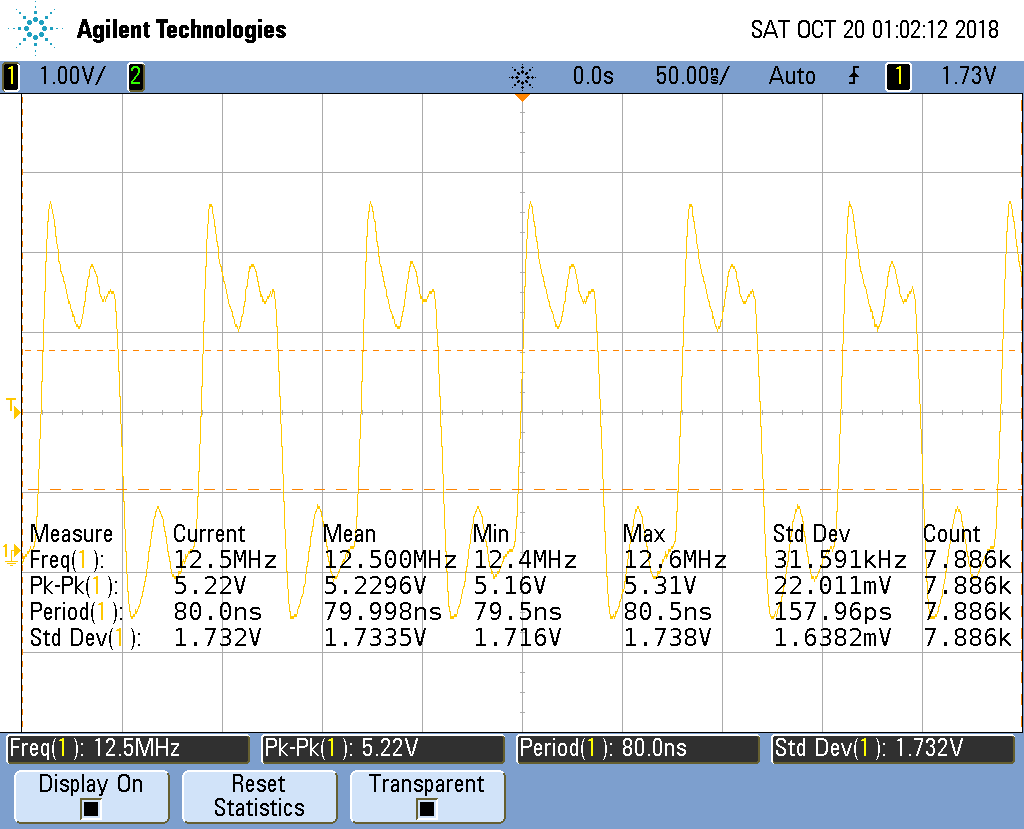 Agilent Technologies SAT OCT 20 01:02:12 2018
1 1.00V/ 2 0.0s 50.00ns/ Auto 1 1.73V
T
1
Measure Current Mean Min Max Std Dev Count
Freq(1): 12.5MHz 12.500MHz 12.4MHz 12.6MHz 31.591kHz 7.886k
Pk-Pk(1): 5.22V 5.2296V 5.16V 5.31V 22.011mV 7.886k
Period(1): 80.0ns 79.998ns 79.5ns 80.5ns 157.96ps 7.886k
Std Dev(1): 1.732V 1.7335V 1.716V 1.738V 1.6382mV 7.886k
Freq(1): 12.5MHz Pk-Pk(1): 5.22V Period(1): 80.0ns Std Dev(1): 1.732V
Display On Reset Transparent
Statistics